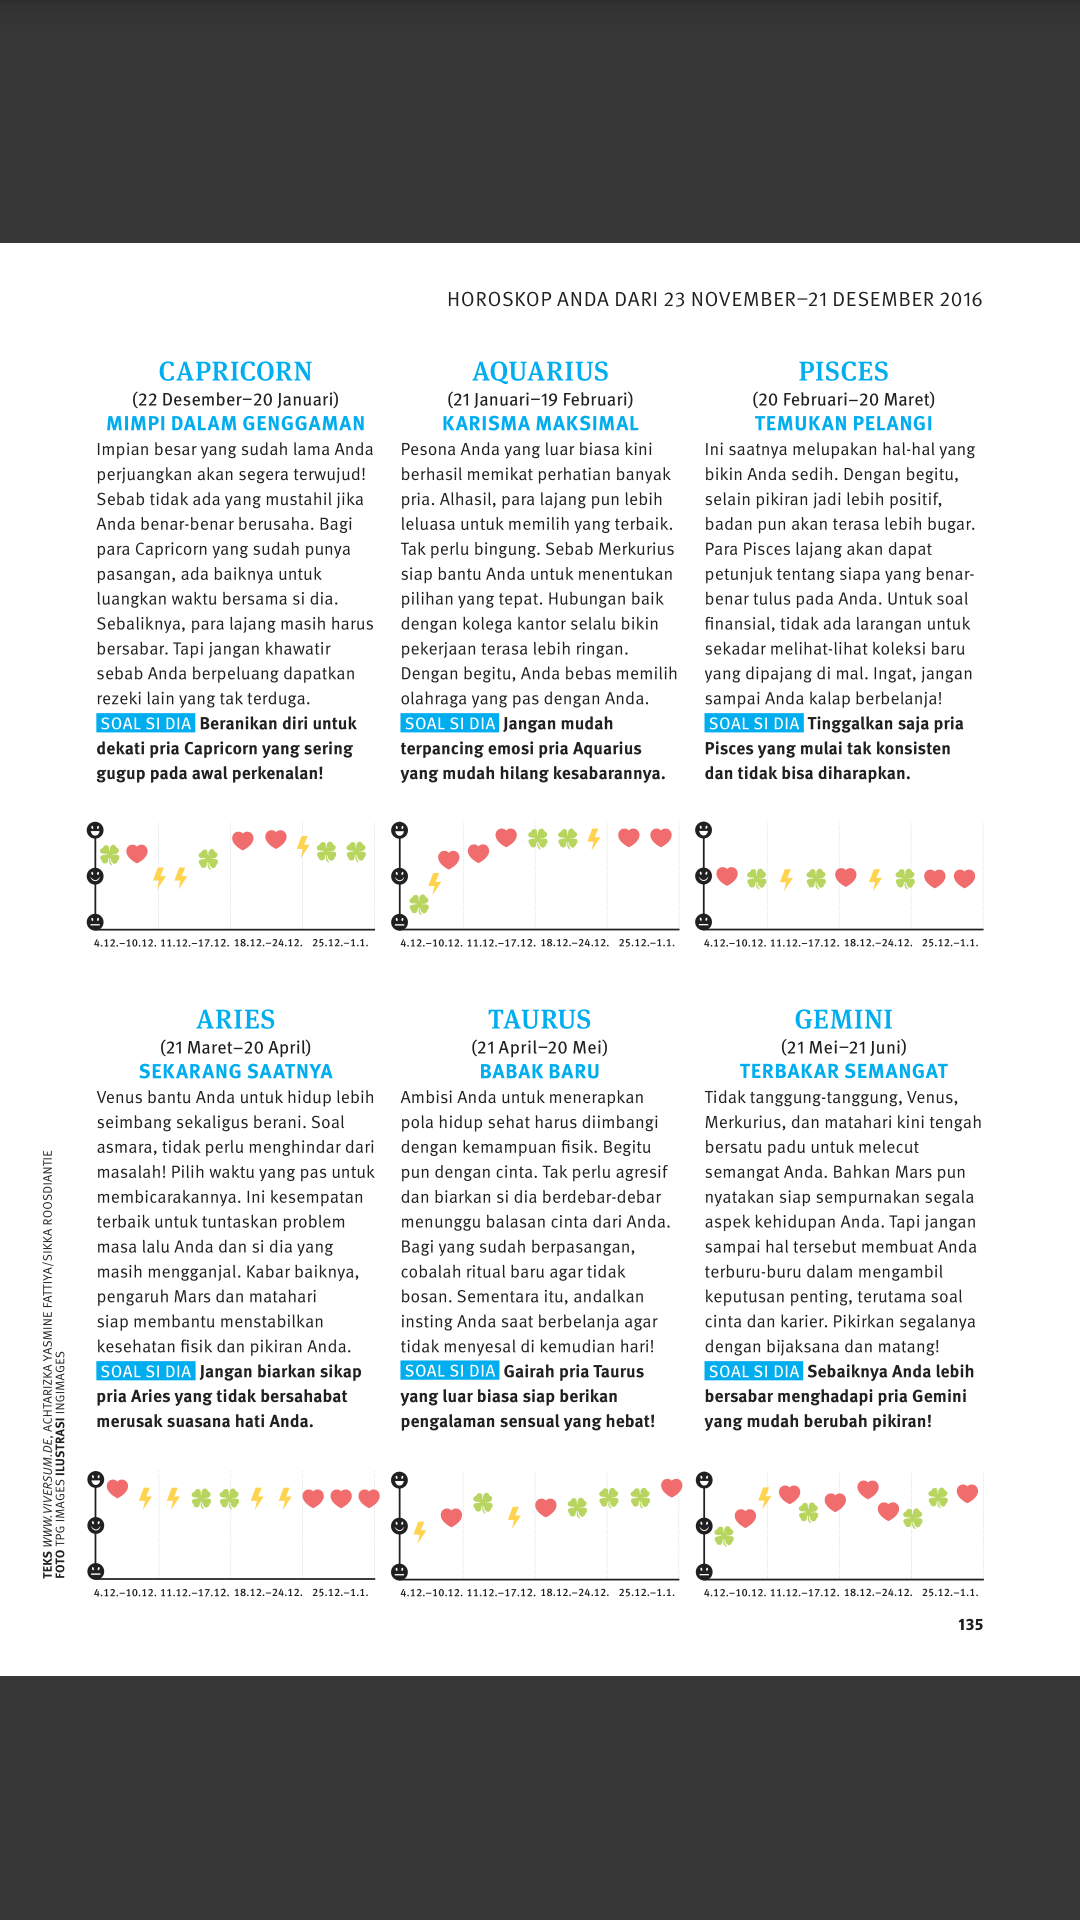 HOROSKOP ANDA DARI 23 NOVEMBER–21 DESEMBER 2016
CAPRICORN
(22 Desember–20 Januari)
MIMPI DALAM GENGGAMAN
Impian besar yang sudah lama Anda
perjuangkan akan segera terwujud!
Sebab tidak ada yang mustahil jika
Anda benar-benar berusaha. Bagi
para Capricorn yang sudah punya
pasangan, ada baiknya untuk
luangkan waktu bersama si dia.
Sebaliknya, para lajang masih harus
bersabar. Tapi jangan khawatir
sebab Anda berpeluang dapatkan
rezeki lain yang tak terduga.
SOAL SI DIA Beranikan diri untuk
dekati pria Capricorn yang sering
gugup pada awal perkenalan!
4.12.–10.12. 11.12.–17.12. 18.12.–24.12. 25.12.–1.1.
AQUARIUS
(21 Januari–19 Februari)
KARISMA MAKSIMAL
Pesona Anda yang luar biasa kini
berhasil memikat perhatian banyak
pria. Alhasil, para lajang pun lebih
leluasa untuk memilih yang terbaik.
Tak perlu bingung. Sebab Merkurius
siap bantu Anda untuk menentukan
pilihan yang tepat. Hubungan baik
dengan kolega kantor selalu bikin
pekerjaan terasa lebih ringan.
Dengan begitu, Anda bebas memilih
olahraga yang pas dengan Anda.
SOAL SI DIA Jangan mudah
terpancing emosi pria Aquarius
yang mudah hilang kesabarannya.
4.12.–10.12. 11.12.–17.12. 18.12.–24.12. 25.12.–1.1.
PISCES
(20 Februari–20 Maret)
TEMUKAN PELANGI
Ini saatnya melupakan hal-hal yang
bikin Anda sedih. Dengan begitu,
selain pikiran jadi lebih positif,
badan pun akan terasa lebih bugar.
Para Pisces lajang akan dapat
petunjuk tentang siapa yang benar-
benar tulus pada Anda. Untuk soal
finansial, tidak ada larangan untuk
sekadar melihat-lihat koleksi baru
yang dipajang di mal. Ingat, jangan
sampai Anda kalap berbelanja!
SOAL SI DIA Tinggalkan saja pria
Pisces yang mulai tak konsisten
dan tidak bisa diharapkan.
4.12.–10.12. 11.12.–17.12. 18.12.–24.12. 25.12.–1.1.
ARIES
(21 Maret–20 April)
SEKARANG SAATNYA
Venus bantu Anda untuk hidup lebih
seimbang sekaligus berani. Soal
asmara, tidak perlu menghindar dari
masalah! Pilih waktu yang pas untuk
membicarakannya. Ini kesempatan
terbaik untuk tuntaskan problem
masa lalu Anda dan si dia yang
masih mengganjal. Kabar baiknya,
pengaruh Mars dan matahari
siap membantu menstabilkan
kesehatan fisik dan pikiran Anda.
SOAL SI DIA Jangan biarkan sikap
pria Aries yang tidak bersahabat
merusak suasana hati Anda.
4.12.–10.12. 11.12.–17.12. 18.12.–24.12. 25.12.–1.1.
TAURUS
(21 April–20 Mei)
BABAK BARU
Ambisi Anda untuk menerapkan
pola hidup sehat harus diimbangi
dengan kemampuan fisik. Begitu
pun dengan cinta. Tak perlu agresif
dan biarkan si dia berdebar-debar
menunggu balasan cinta dari Anda.
Bagi yang sudah berpasangan,
cobalah ritual baru agar tidak
bosan. Sementara itu, andalkan
insting Anda saat berbelanja agar
tidak menyesal di kemudian hari!
SOAL SI DIA Gairah pria Taurus
yang luar biasa siap berikan
pengalaman sensual yang hebat!
4.12.–10.12. 11.12.–17.12. 18.12.–24.12. 25.12.–1.1.
GEMINI
(21 Mei–21 Juni)
TERBAKAR SEMANGAT
Tidak tanggung-tanggung, Venus,
Merkurius, dan matahari kini tengah
bersatu padu untuk melecut
semangat Anda. Bahkan Mars pun
nyatakan siap sempurnakan segala
aspek kehidupan Anda. Tapi jangan
sampai hal tersebut membuat Anda
terburu-buru dalam mengambil
keputusan penting, terutama soal
cinta dan karier. Pikirkan segalanya
dengan bijaksana dan matang!
SOAL SI DIA Sebaiknya Anda lebih
bersabar menghadapi pria Gemini
yang mudah berubah pikiran!
4.12.–10.12. 11.12.–17.12. 18.12.–24.12. 25.12.–1.1.
TEKS WWW.VIVERSUM.DE, ACHTARIZKA YASMINE FATTIYA/SIKKA ROOSDIANTIE
FOTO TPG IMAGES ILUSTRASI INGIMAGES
135